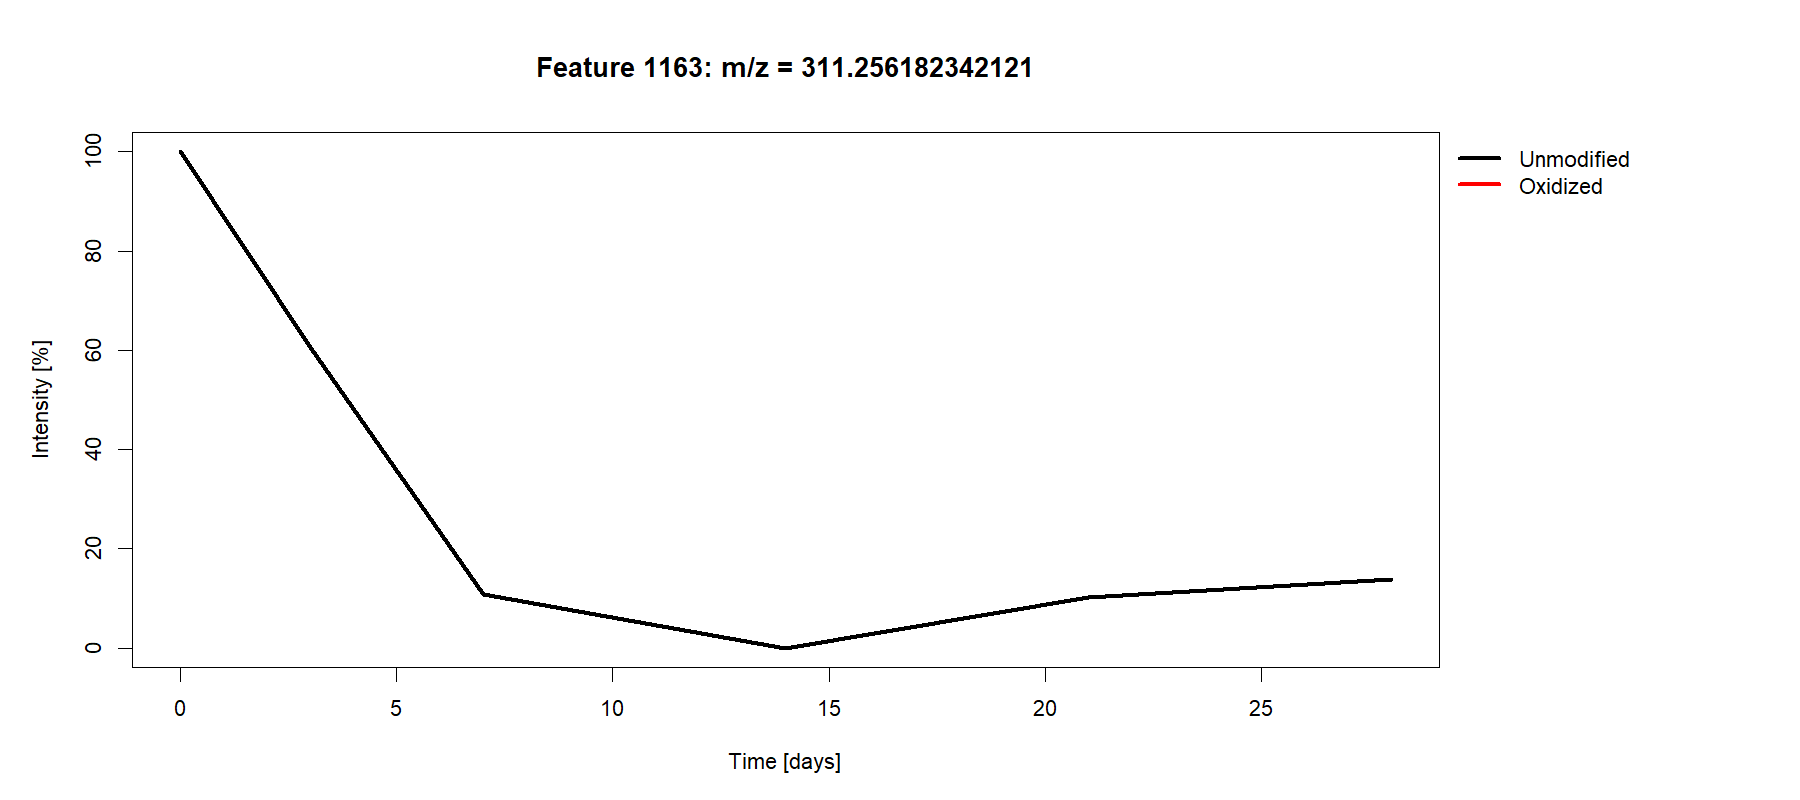 Feature 1163: m/z = 311.256182342121
Unmodified
Oxidized
Intensity [%]
100
80
60
40
20
0
0 5 10 15 20 25
Time [days]